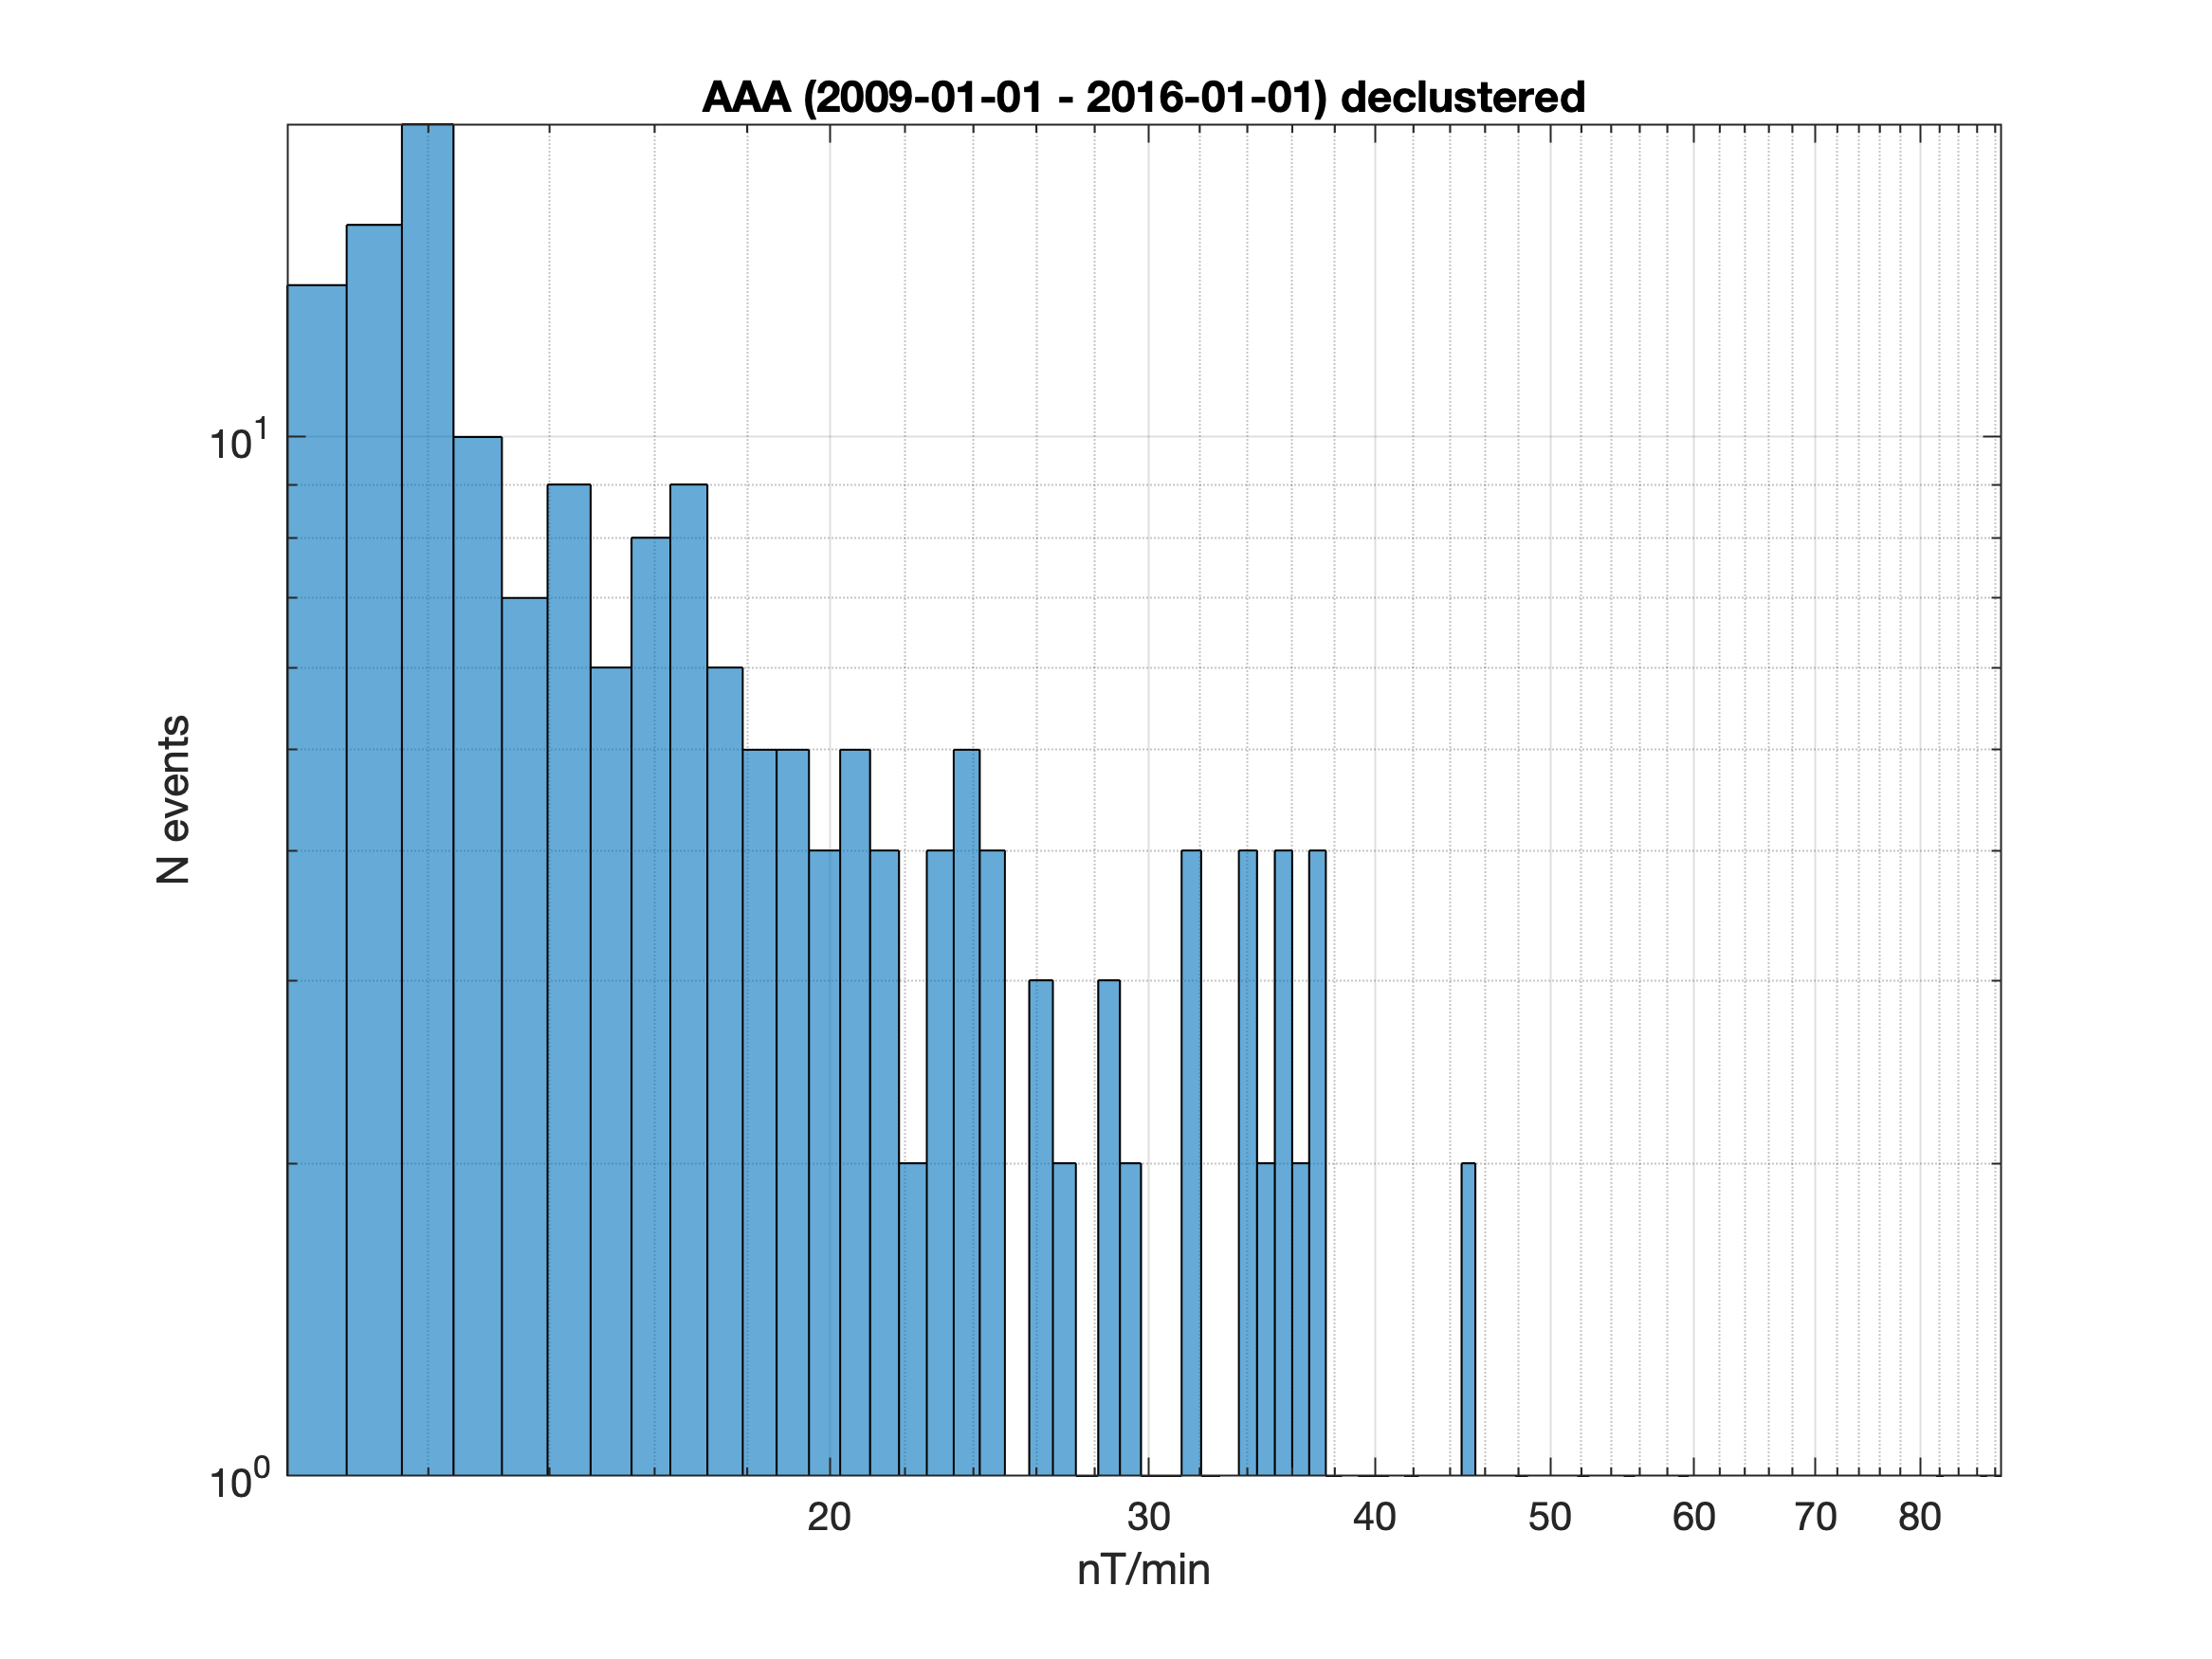 AAA (2009-01-01 - 2016-01-01) declustered
10^1
N events
10^0
20 30 40 50 60 70 80
nT/min